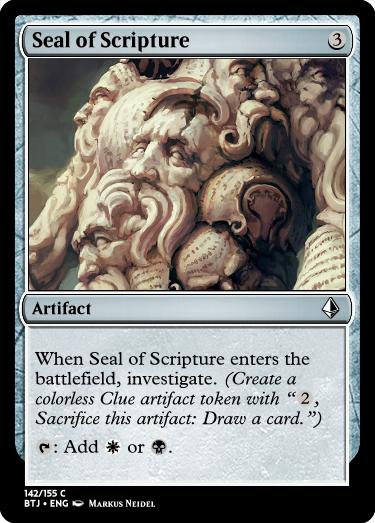 Seal of Scripture 3
Artifact
When Seal of Scripture enters the
battlefield, investigate. (Create a
colorless Clue artifact token with “2,
Sacrifice this artifact: Draw a card.”)
: Add or .
142/155 C
BTJ • ENG Markus Neidel